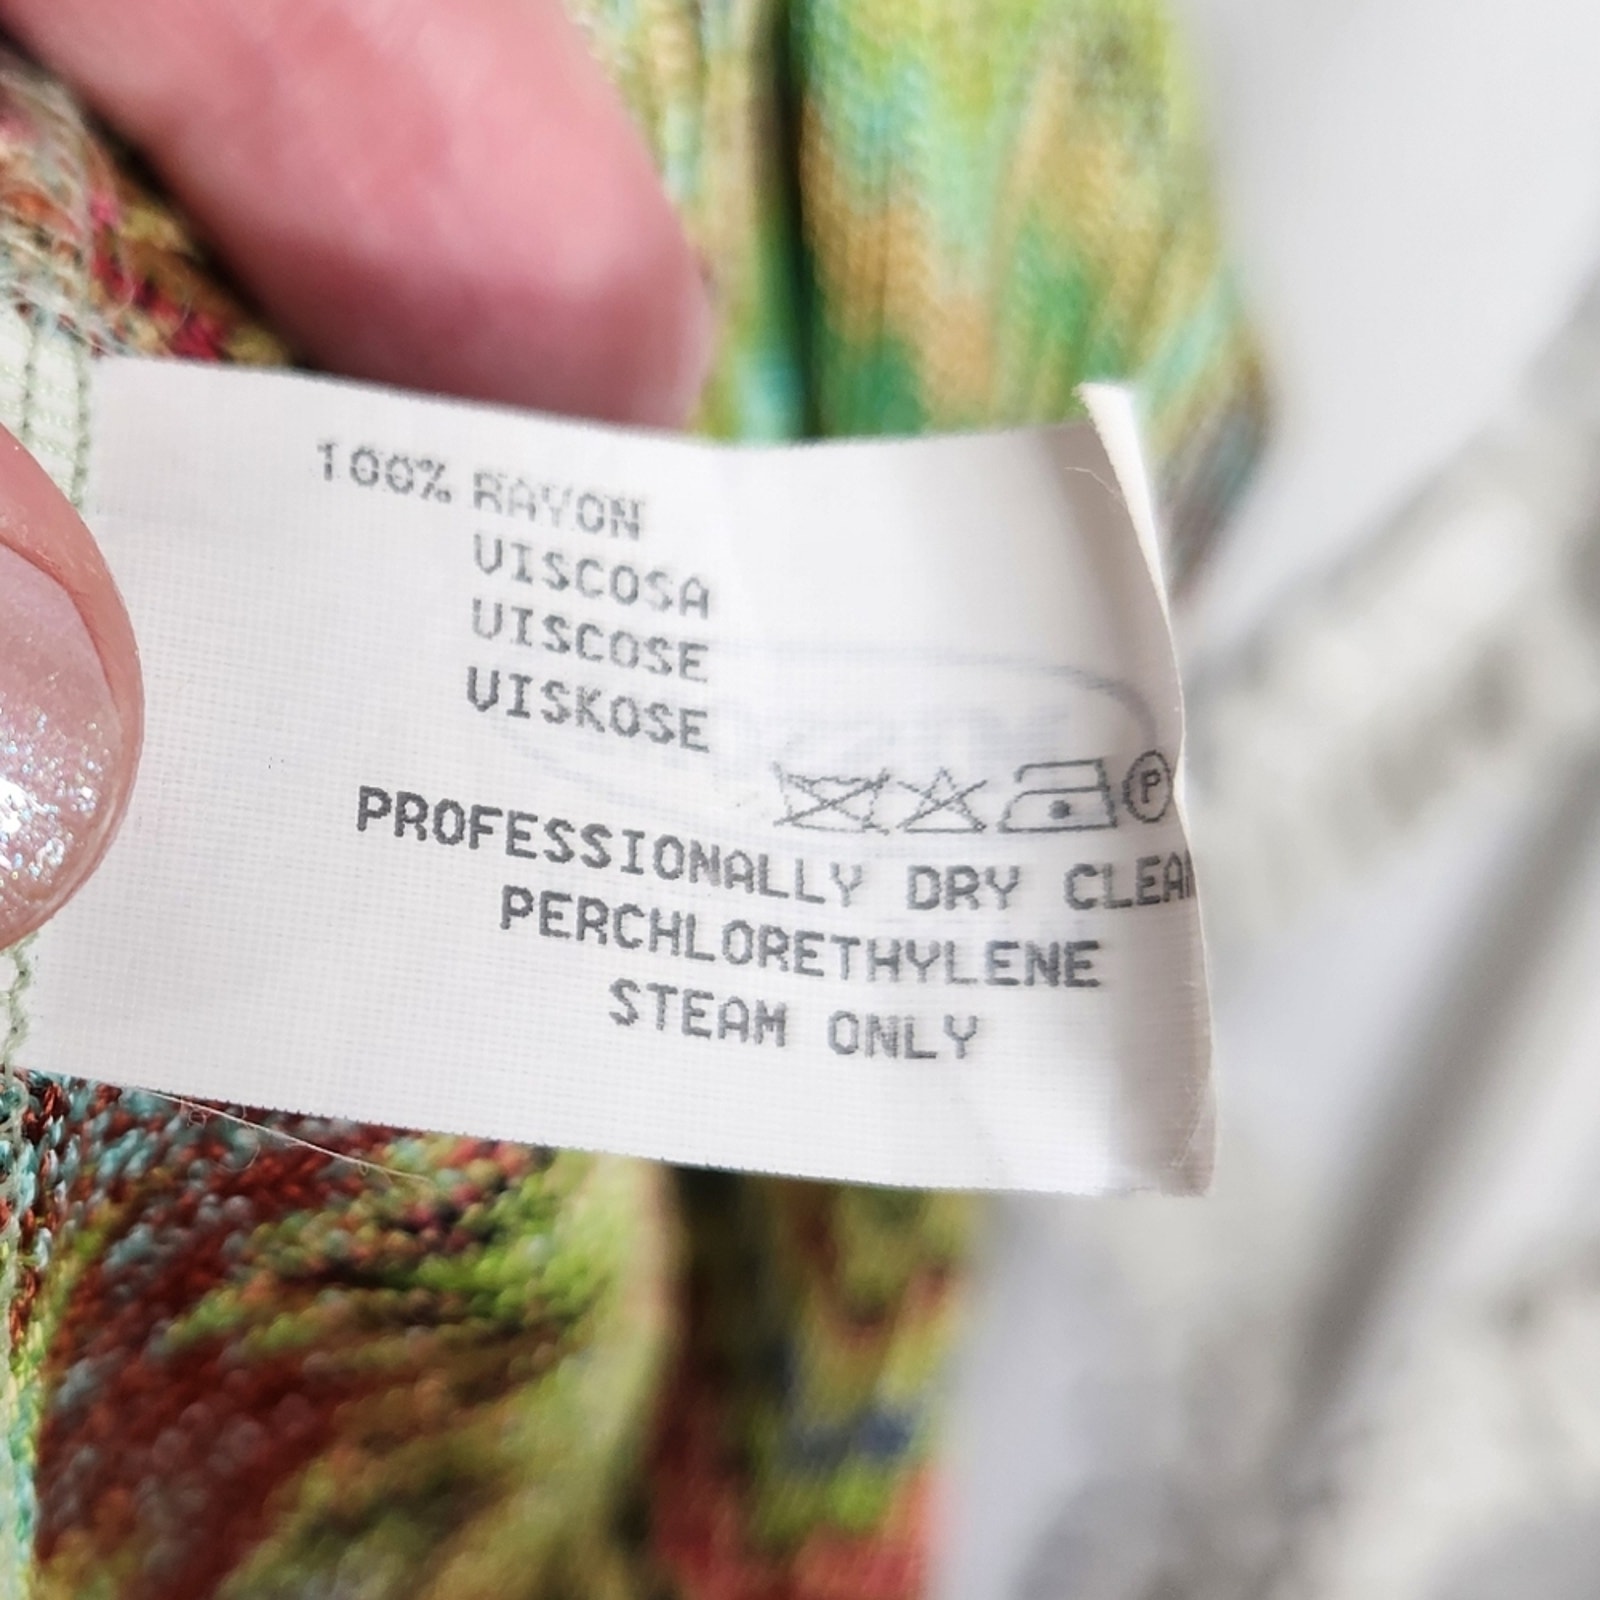 100% RAYON
VISCOSA
VISCOSE
VISKOSE
P
PROFESSIONALLY DRY CLEAN
PERCHLORETHYLENE
STEAM ONLY